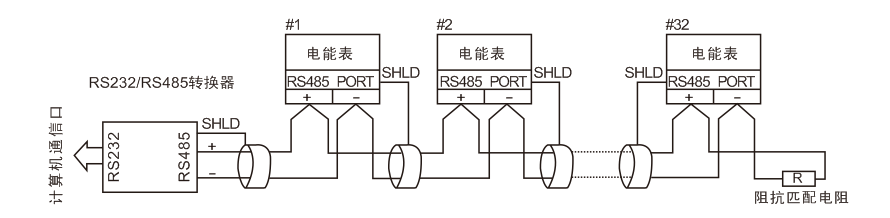 #1
#2
#32
电能表
电能表
电能表
RS485 PORT
SHLD
RS485 PORT
SHLD
SHLD
RS485 PORT
+ −
+ −
+ −
RS232/RS485转换器
SHLD
计算机通信口
RS232
RS485
+
−
R
阻抗匹配电阻